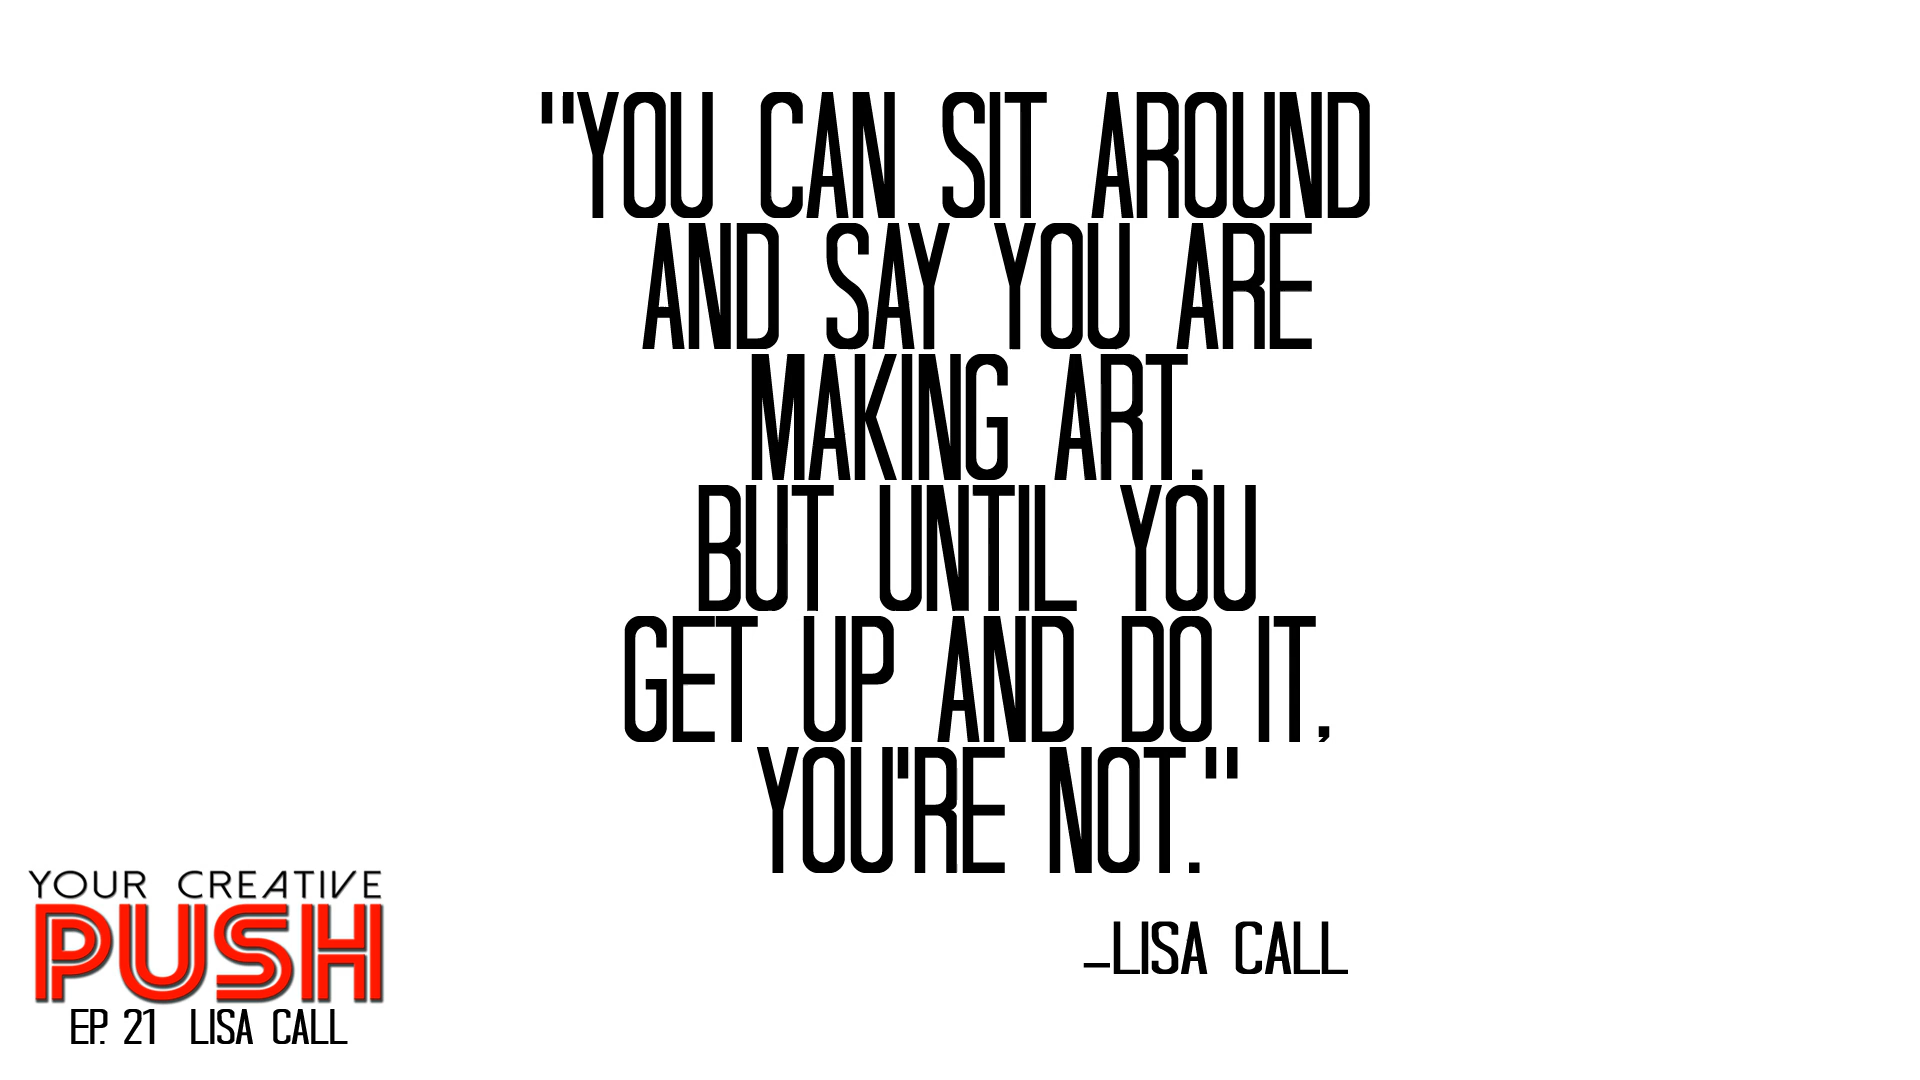 "YOU CAN SIT AROUND
AND SAY YOU ARE
MAKING ART.
BUT UNTIL YOU
GET UP AND DO IT,
YOU'RE NOT."
-LISA CALL
YOUR CREATIVE
PUSH
EP. 21 LISA CALL